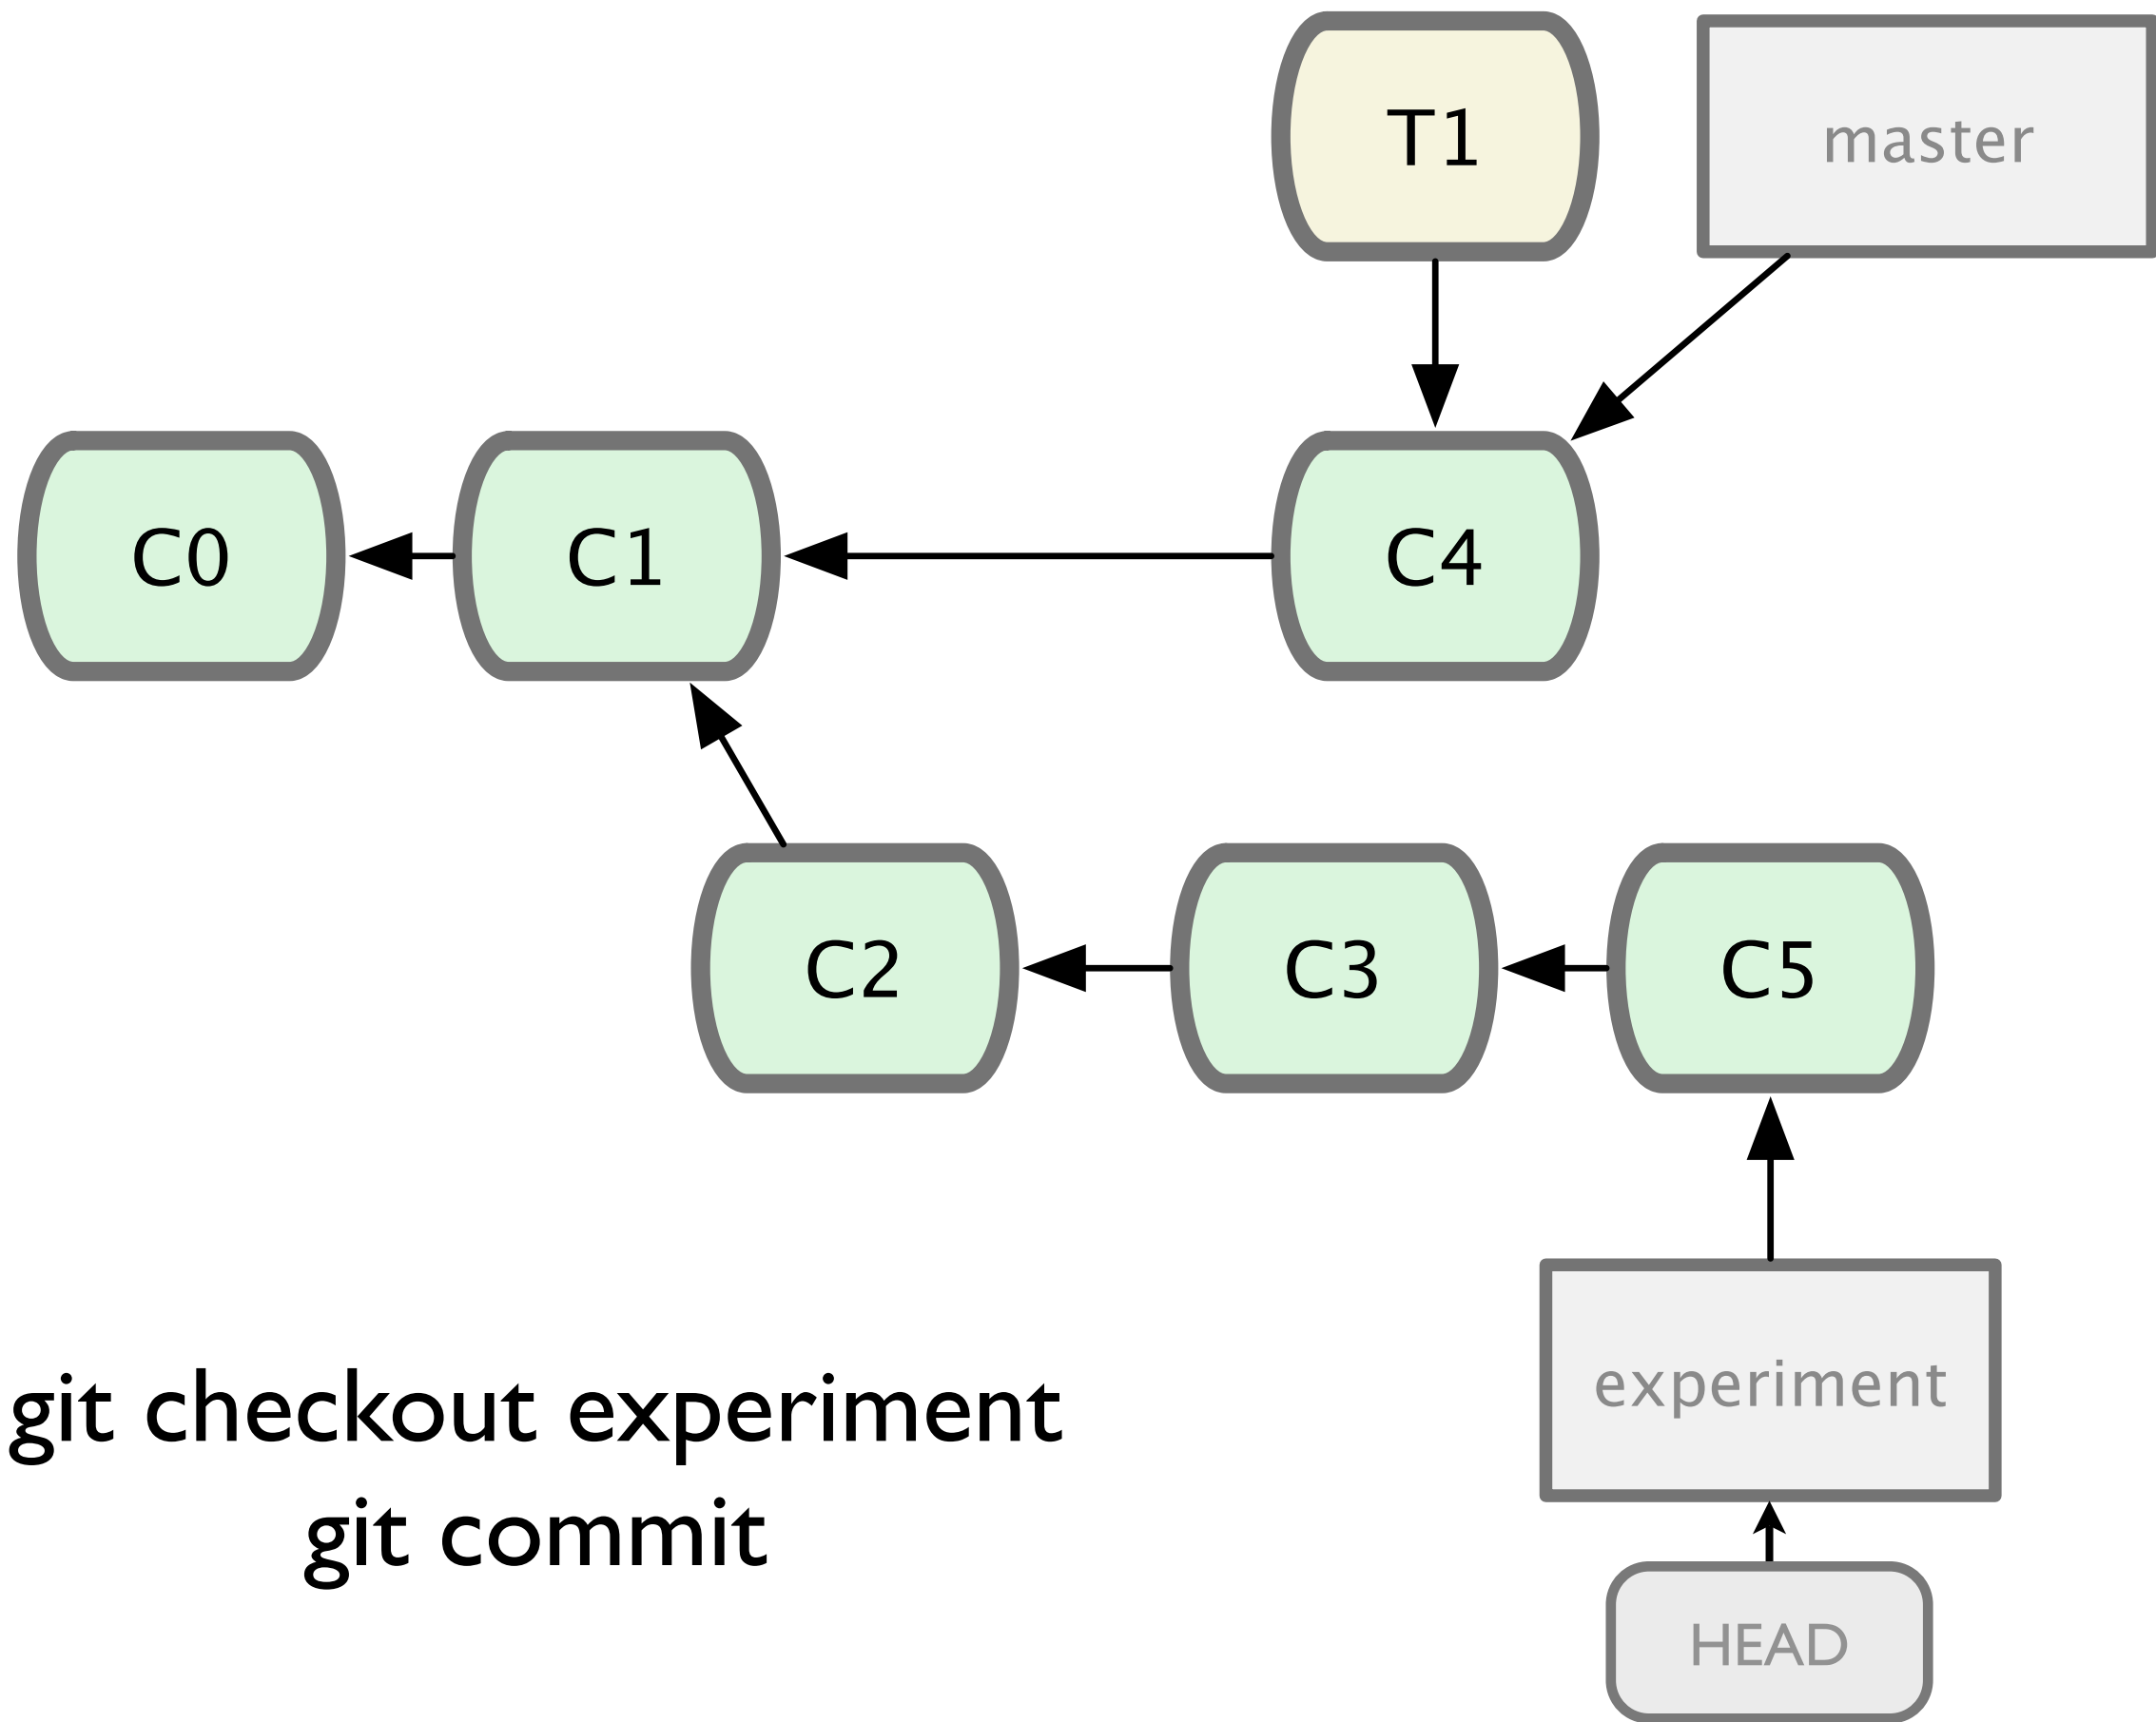 T1
master
C0
C1
C4
C2
C3
C5
experiment
git checkout experiment
git commit
HEAD